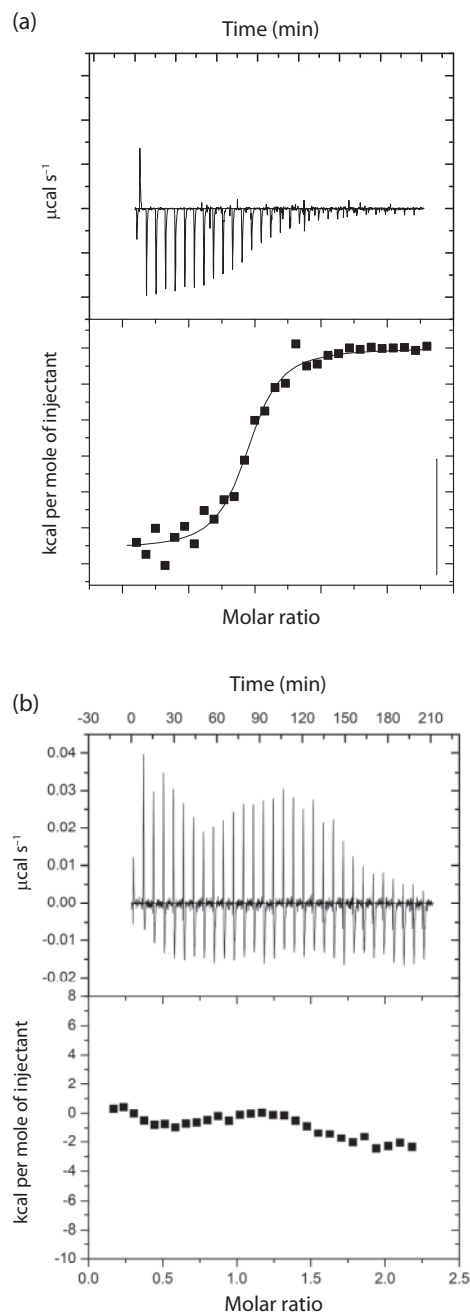 (a)
Time (min)
μcal s⁻¹
kcal per mole of injectant
Molar ratio
(b)
Time (min)
-30 0 30 60 90 120 150 180 210
0.04
0.03
0.02
0.01
0.00
-0.01
-0.02
μcal s⁻¹
8
6
4
2
0
-2
-4
-6
-8
-10
kcal per mole of injectant
0.0 0.5 1.0 1.5 2.0 2.5
Molar ratio